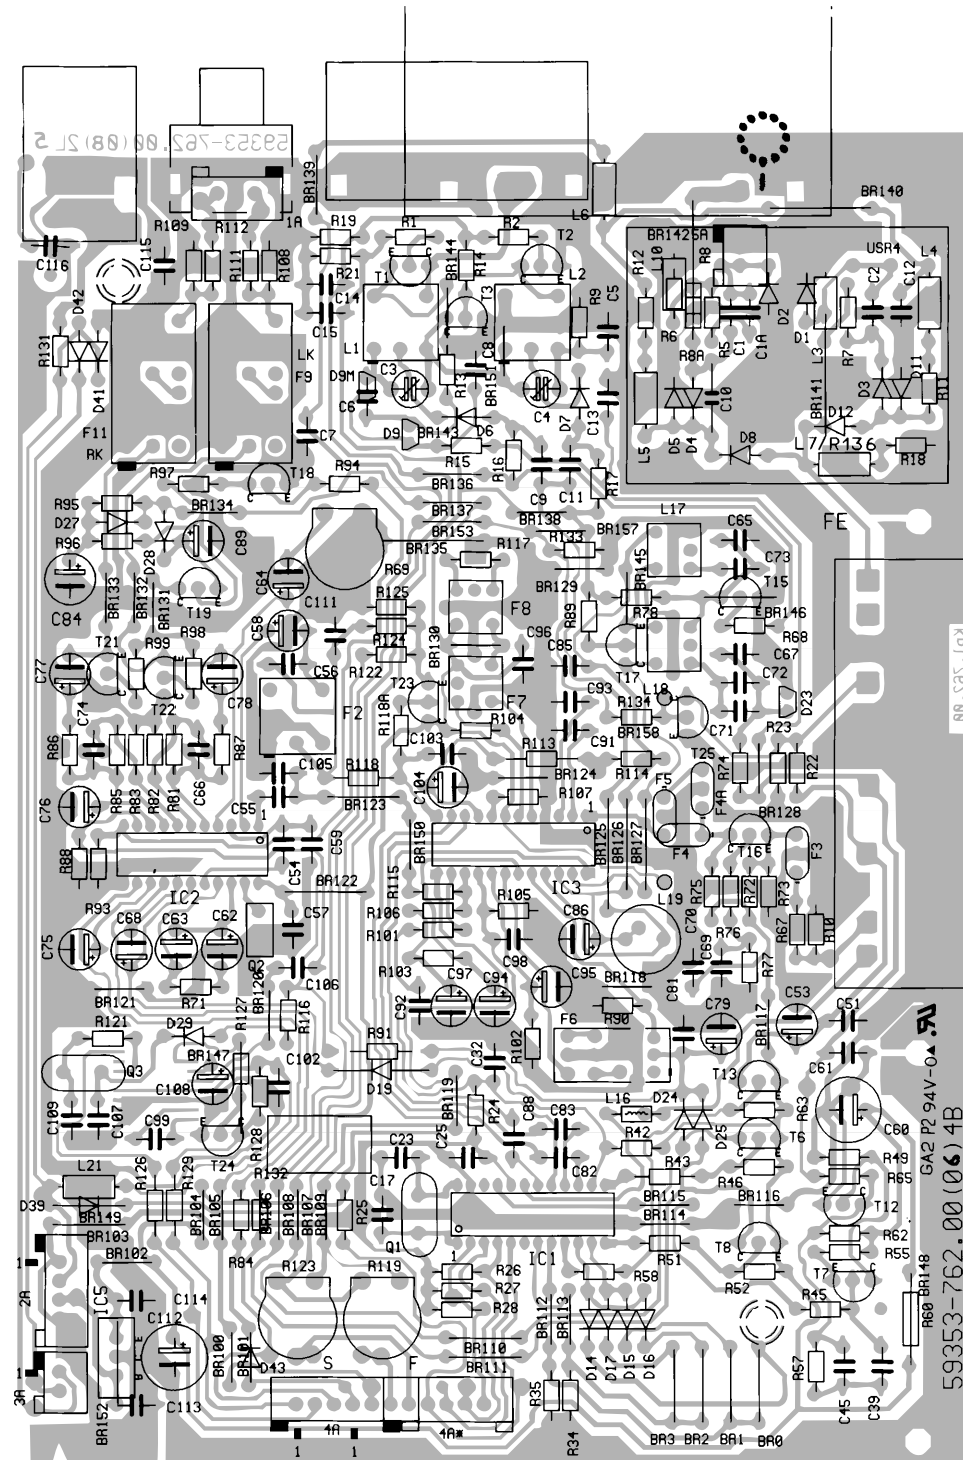 59353-762.00(08)2L 5
BR139
L6
BR140
R109
R112
1A
R19
R1
R2
T2
BR142
5A
C116
C115
R111
R108
R21
T1
BR144
R14
L2
R12
L10
R8
USR4
L4
C2
C12
D42
C14
C15
T3
R9
C5
D2
R131
D41
LK
F9
L1
C3
D9M
C6
R13
C8
BR151
R6
R8A
R5
C1
C1A
D1
L3
R7
D11
R11
F11
RK
C7
D9
BR143
D6
C4
D7
C13
L5
D5
D4
C10
D8
BR141
D3
D12
R18
L7/R136
R97
T18
R94
R15
R16
BR136
C9
C11
R17
R95
D27
R96
BR134
C89
BR137
BR153
BR135
BR138
R133
BR157
L17
C65
FE
D28
R69
R117
C73
C84
BR133
BR132
BR131
T19
C64
C111
R125
BR129
BR145
R78
T15
BR146
R68
C77
T21
R99
R98
C58
R124
R122
BR130
F8
C96
C85
R89
C67
C72
C74
T22
C78
C56
F2
T23
R118A
F7
C93
T17
L18
D23
R134
BR158
C71
R86
R85
R83
R82
R81
C66
R87
C105
R118
C103
R104
R113
C91
R114
T25
R74
R23
R22
C76
C55
1
BR123
C104
BR124
R107
1
F5
F4A
BR128
R88
C54
C59
BR150
BR125
BR126
BR127
F4
T16
F3
IC2
BR122
R115
R106
R105
IC3
L19
R75
R72
R73
R93
C68
C63
C62
C57
R101
C86
C70
R76
R67
R10
C75
Q2
C106
R103
C98
C69
R77
BR121
R71
R127
BR120
R116
C97
C94
C95
BR118
C92
R90
C81
C79
BR117
C53
C51
R121
D29
R91
R102
F6
Q3
BR147
C102
D19
C32
T13
C61
C108
BR119
R24
C88
L16
D24
R63
C109
C107
C99
T24
R128
C25
C83
R42
D25
T6
C60
R132
C23
C82
R43
R49
R65
L21
R126
R129
C17
BR115
R46
BR116
T12
D39
BR149
BR104
BR105
BR106
BR108
BR107
BR109
R25
BR114
R62
BR103
Q1
R51
T8
R55
BR102
R84
R123
R119
1
IC1
R26
R58
R52
T7
BR148
2A
IC5
C114
R27
R28
BR112
BR113
R45
R60
C112
BR100
BR101
D43
S
F
BR110
BR111
D14
D17
D15
D16
R57
3A
BR152
C113
4A
4A*
R35
R34
BR3
BR2
BR1
BR0
C45
C39
1
1
GA2 P2 94V-0
59353-762.00(06)4B